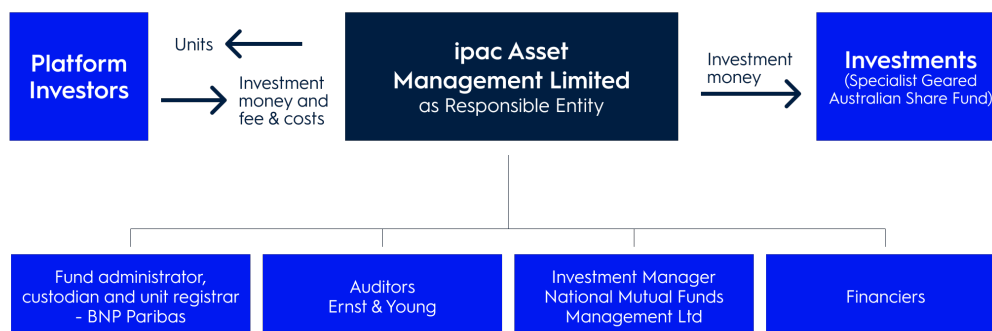 Platform
Investors
Units
Investment
money and
fee & costs
ipac Asset
Management Limited
as Responsible Entity
Investment
money
Investments
(Specialist Geared
Australian Share Fund)
Fund administrator,
custodian and unit registrar
- BNP Paribas
Auditors
Ernst & Young
Investment Manager
National Mutual Funds
Management Ltd
Financiers